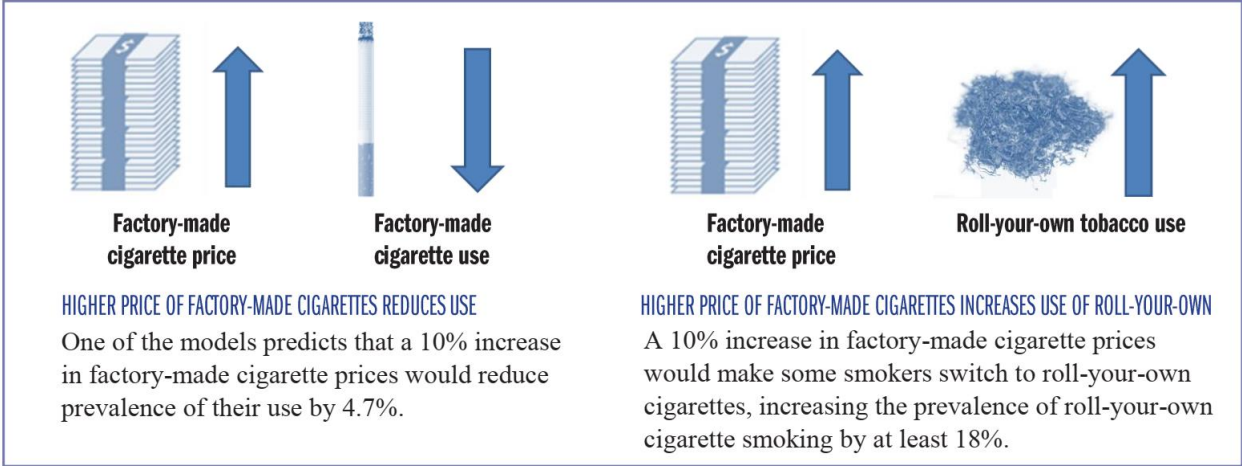 $
$
Factory-made
cigarette price
Factory-made
cigarette use
Factory-made
cigarette price
Roll-your-own tobacco use
HIGHER PRICE OF FACTORY-MADE CIGARETTES REDUCES USE
One of the models predicts that a 10% increase
in factory-made cigarette prices would reduce
prevalence of their use by 4.7%.
HIGHER PRICE OF FACTORY-MADE CIGARETTES INCREASES USE OF ROLL-YOUR-OWN
A 10% increase in factory-made cigarette prices
would make some smokers switch to roll-your-own
cigarettes, increasing the prevalence of roll-your-own
cigarette smoking by at least 18%.